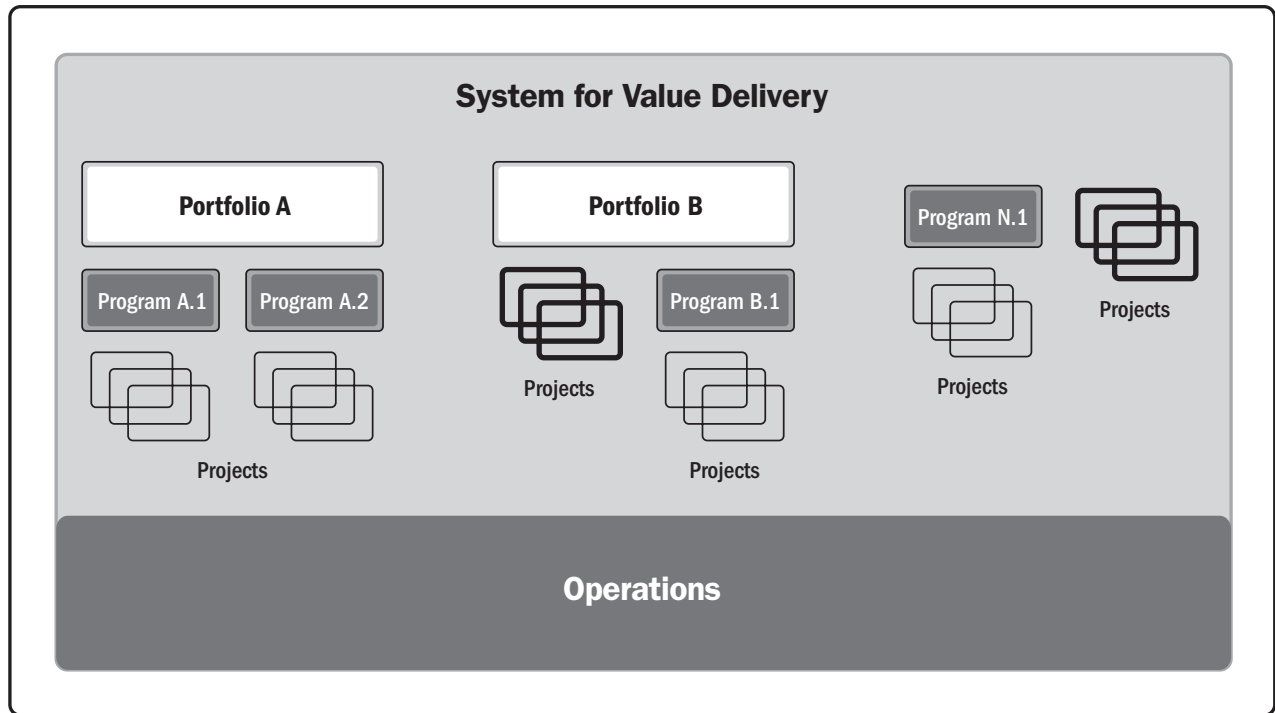 System for Value Delivery
Portfolio A
Portfolio B
Program N.1
Projects
Program A.1
Program A.2
Program B.1
Projects
Projects
Projects
Projects
Operations